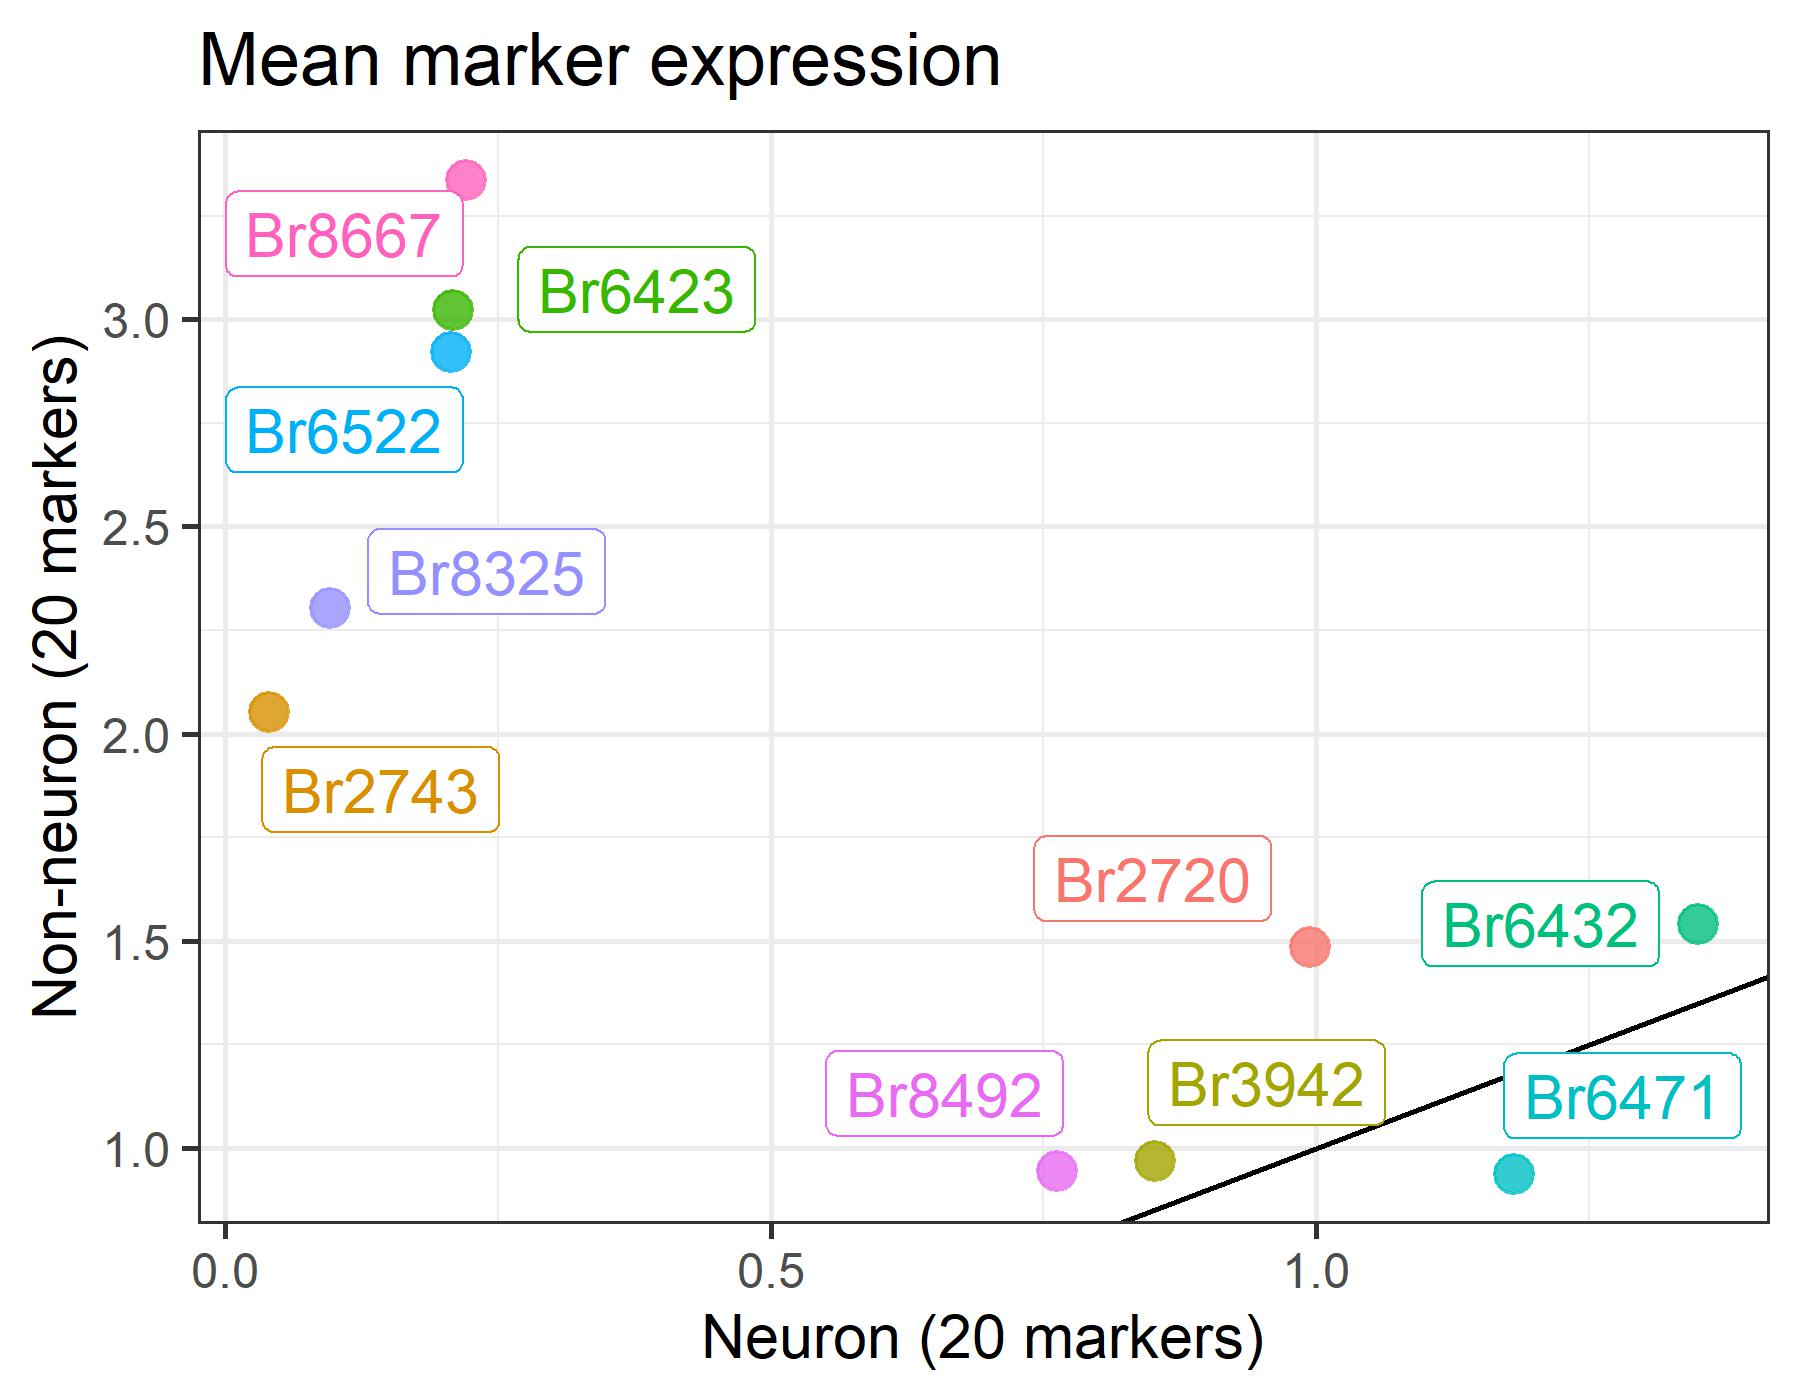 Mean marker expression
Non-neuron (20 markers)
3.0
2.5
2.0
1.5
1.0
Br8667
Br6423
Br6522
Br8325
Br2743
Br2720
Br6432
Br8492
Br3942
Br6471
0.0
0.5
1.0
Neuron (20 markers)